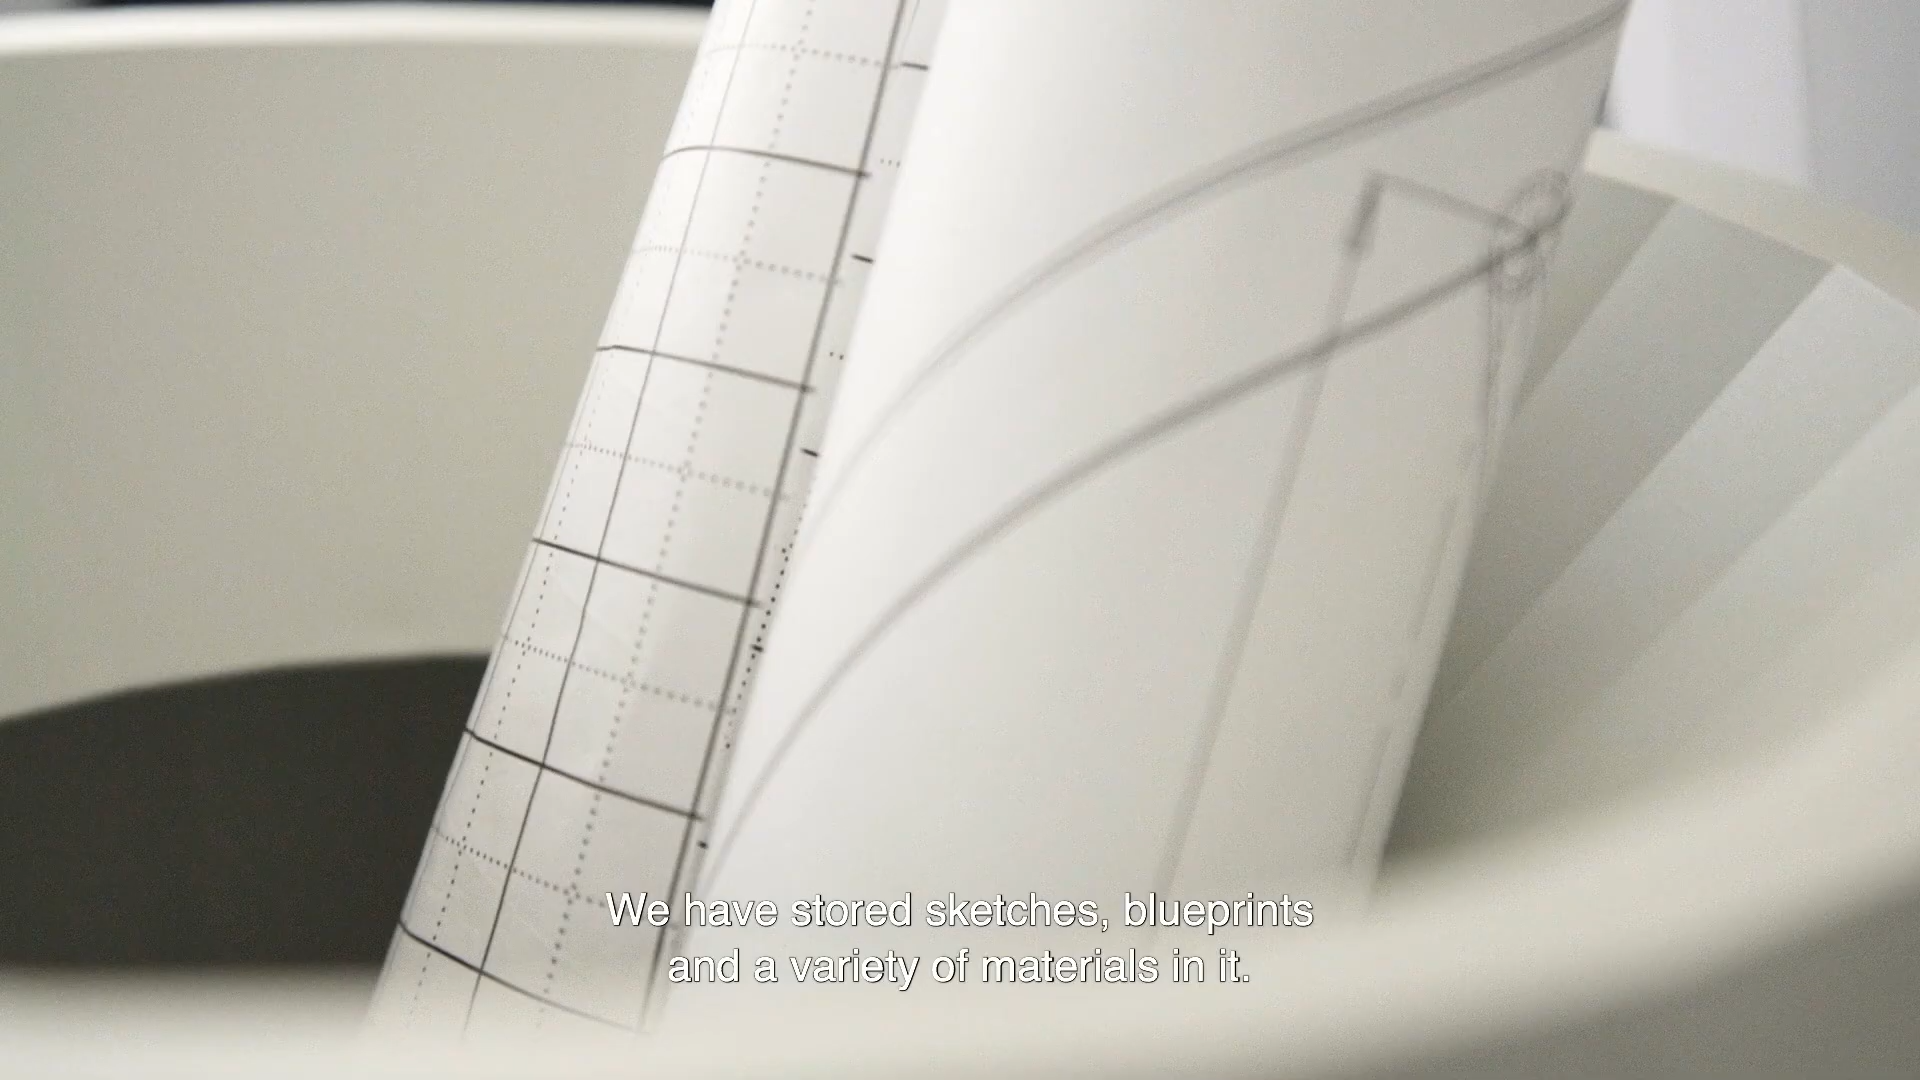 We have stored sketches, blueprints
and a variety of materials in it.